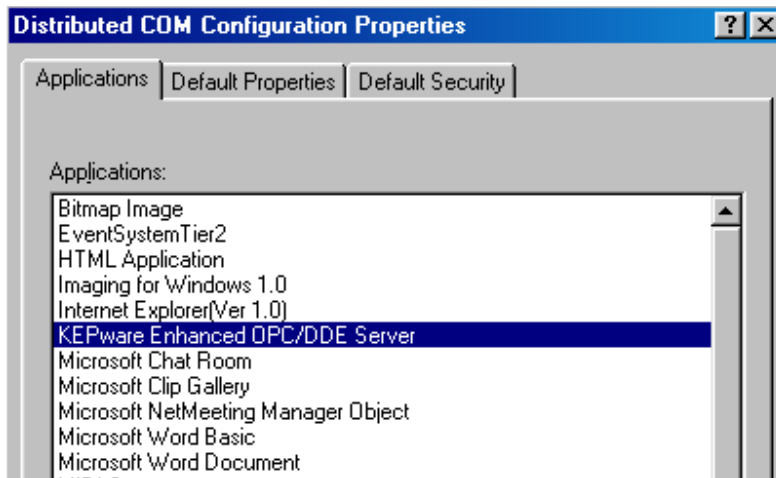 Distributed COM Configuration Properties
Applications Default Properties Default Security
Applications:
Bitmap Image
EventSystemTier2
HTML Application
Imaging for Windows 1.0
Internet Explorer(Ver 1.0)
KEPware Enhanced OPC/DDE Server
Microsoft Chat Room
Microsoft Clip Gallery
Microsoft NetMeeting Manager Object
Microsoft Word Basic
Microsoft Word Document